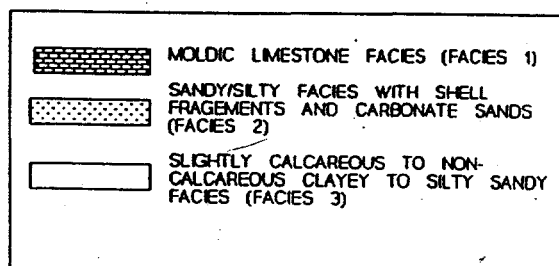 MOLDIC LIMESTONE FACIES (FACIES 1)
SANDY/SILTY FACIES WITH SHELL
FRAGEMENTS AND CARBONATE SANDS
(FACIES 2)
SLIGHTLY CALCAREOUS TO NON-
CALCAREOUS CLAYEY TO SILTY SANDY
FACIES (FACIES 3)